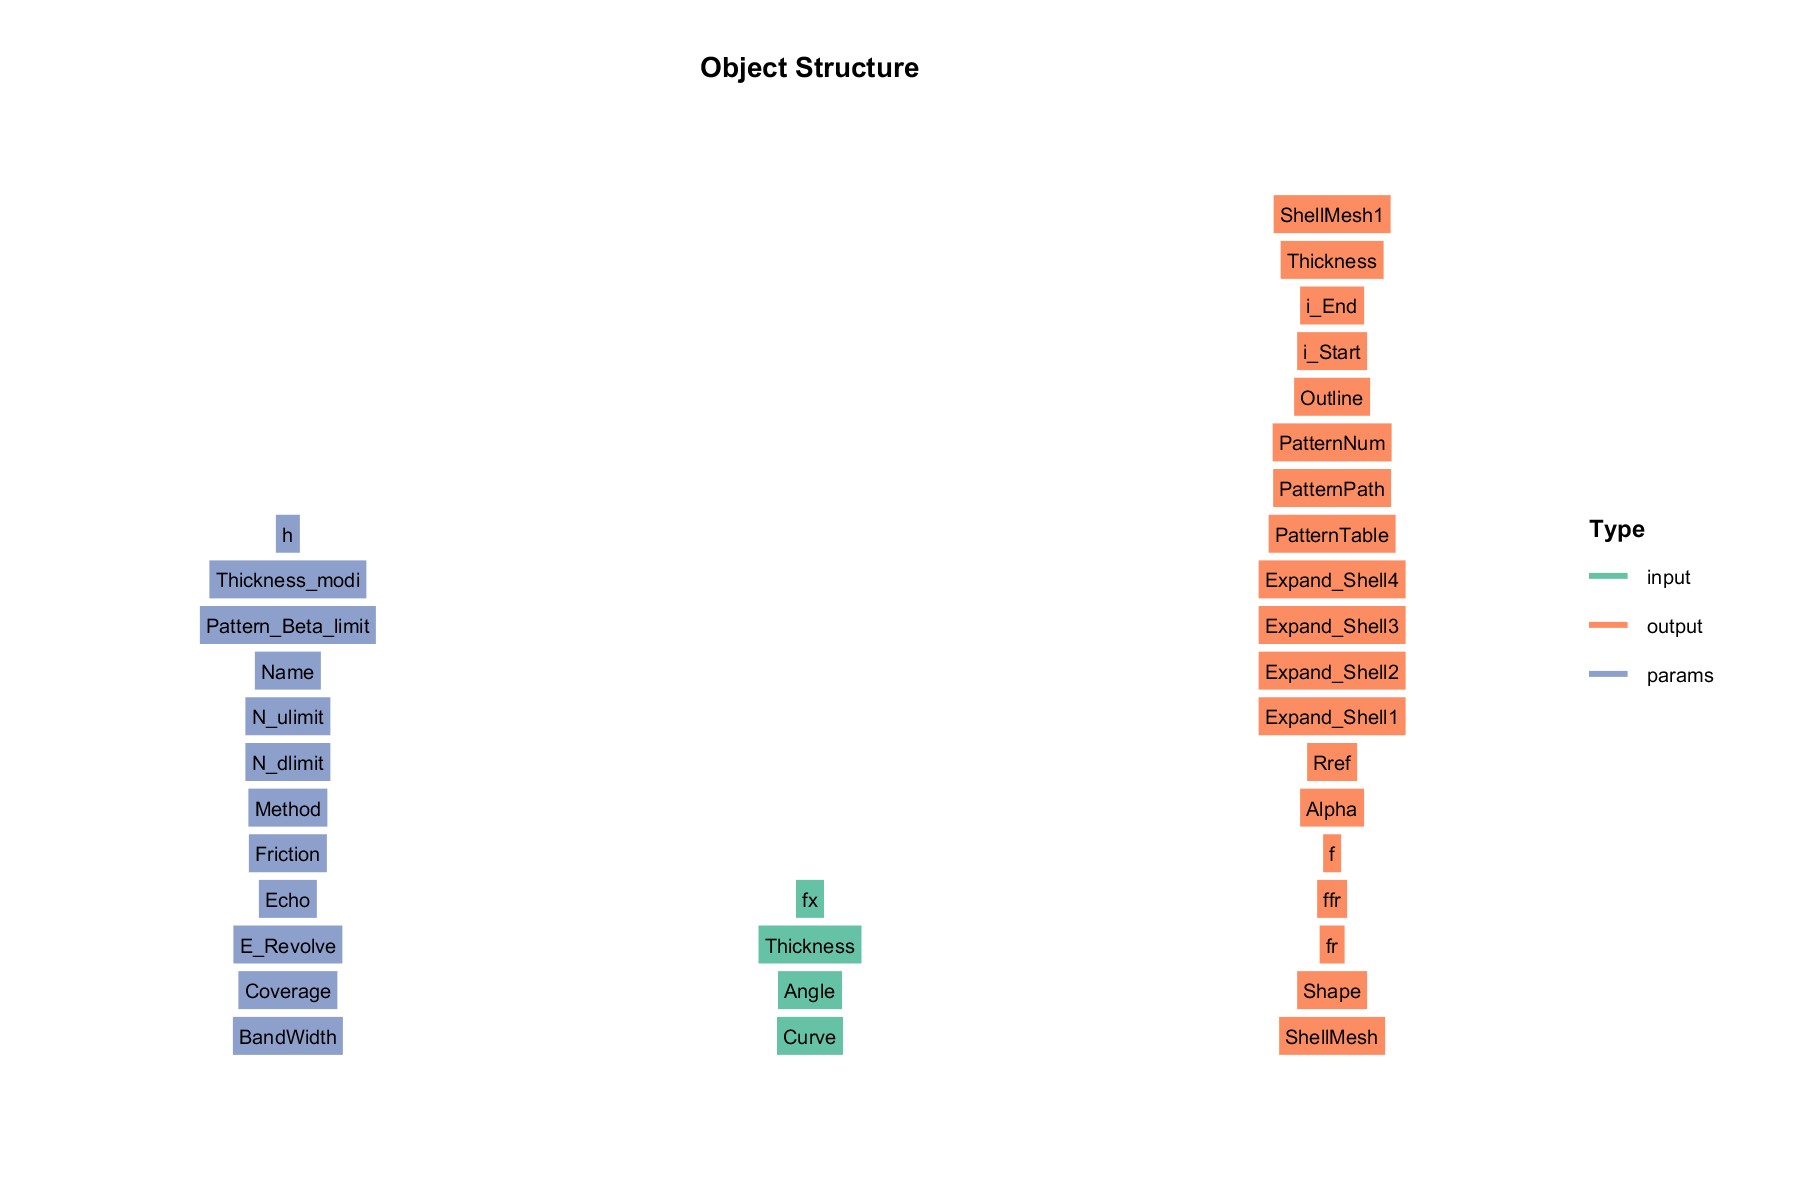 Object Structure
h
Thickness_modi
Pattern_Beta_limit
Name
N_ulimit
N_dlimit
Method
Friction
Echo
E_Revolve
Coverage
BandWidth
fx
Thickness
Angle
Curve
ShellMesh1
Thickness
i_End
i_Start
Outline
PatternNum
PatternPath
PatternTable
Expand_Shell4
Expand_Shell3
Expand_Shell2
Expand_Shell1
Rref
Alpha
f
ffr
fr
Shape
ShellMesh
Type
input
output
params